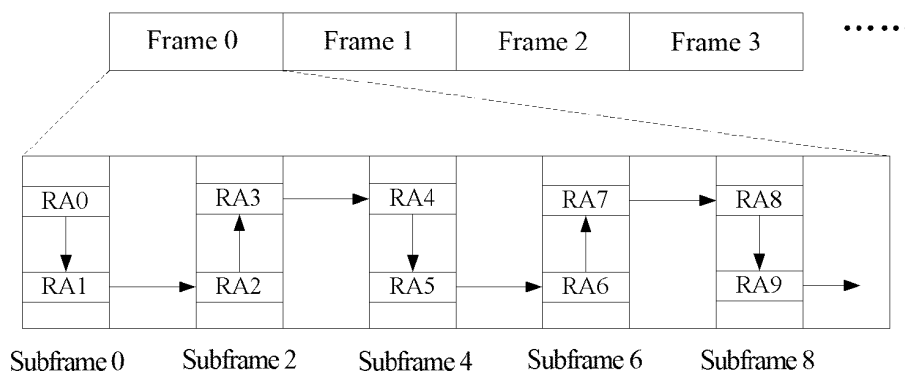 Frame 0 Frame 1 Frame 2 Frame 3 .....
RA0 RA3 RA4 RA7 RA8
RA1 RA2 RA5 RA6 RA9
Subframe 0 Subframe 2 Subframe 4 Subframe 6 Subframe 8